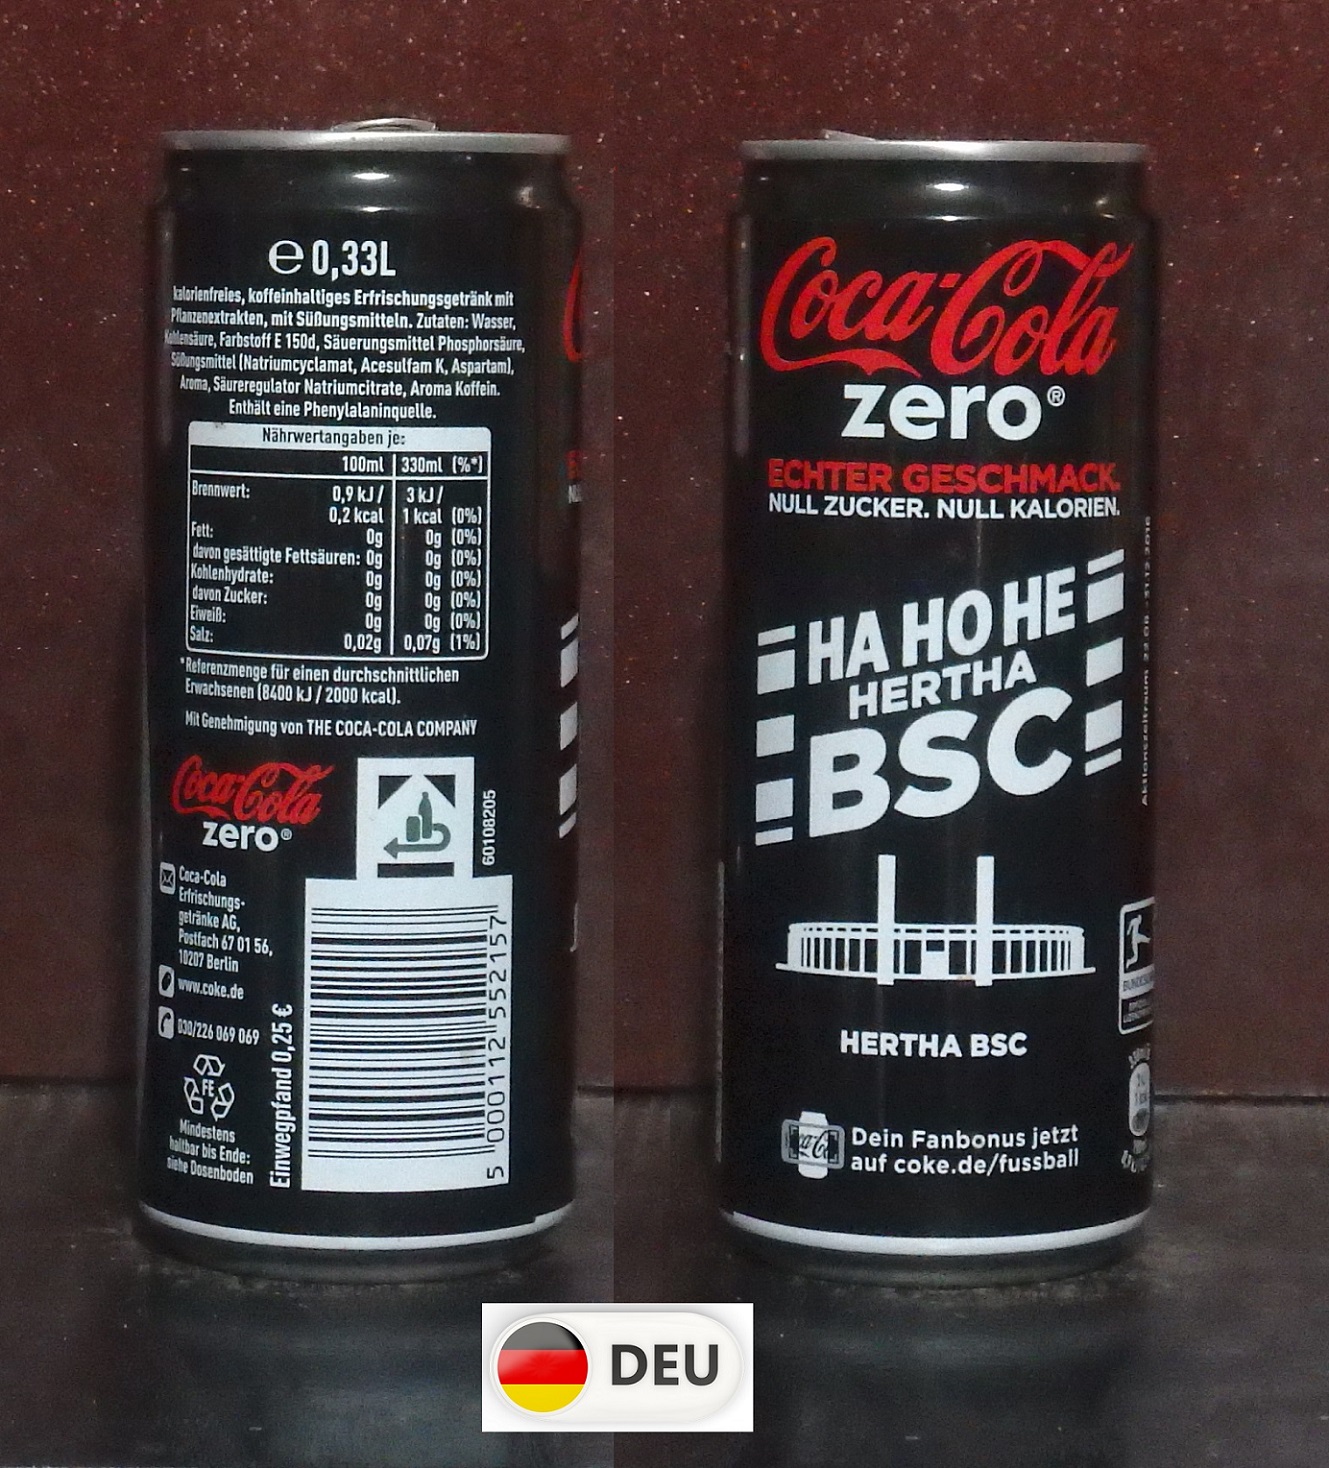 e 0,33L
kalorienfreies, koffeinhaltiges Erfrischungsgetränk mit
Pflanzenextrakten, mit Süßungsmitteln. Zutaten: Wasser,
Kohlensäure, Farbstoff E 150d, Säuerungsmittel Phosphorsäure,
Süßungsmittel (Natriumcyclamat, Acesulfam K, Aspartam),
Aroma, Säureregulator Natriumcitrate, Aroma Koffein.
Enthält eine Phenylalaninquelle.
Nährwertangaben je:
100ml 330ml (%*)
Brennwert: 0,9 kJ / 3 kJ /
0,2 kcal 1 kcal (0%)
Fett: 0g 0g (0%)
davon gesättigte Fettsäuren: 0g 0g (0%)
Kohlenhydrate: 0g 0g (0%)
davon Zucker: 0g 0g (0%)
Eiweiß: 0g 0g (0%)
Salz: 0,02g 0,07g (1%)
*Referenzmenge für einen durchschnittlichen
Erwachsenen (8400 kJ / 2000 kcal).
Mit Genehmigung von THE COCA-COLA COMPANY
Coca-Cola
zero®
60108205
Coca-Cola
Erfrischungs-
getränke AG,
Postfach 67 01 56,
10207 Berlin
www.coke.de
030/226 069 069
FE
Mindestens
haltbar bis Ende:
siehe Dosenboden
Einwegpfand 0,25 €
5 000112 552157
Coca-Cola
zero®
ECHTER GESCHMACK.
NULL ZUCKER. NULL KALORIEN.
HA HO HE
HERTHA
BSC
HERTHA BSC
Dein Fanbonus jetzt
auf coke.de/fussball
Aktionszeitraum 22.08. - 31.12.2016
DEU